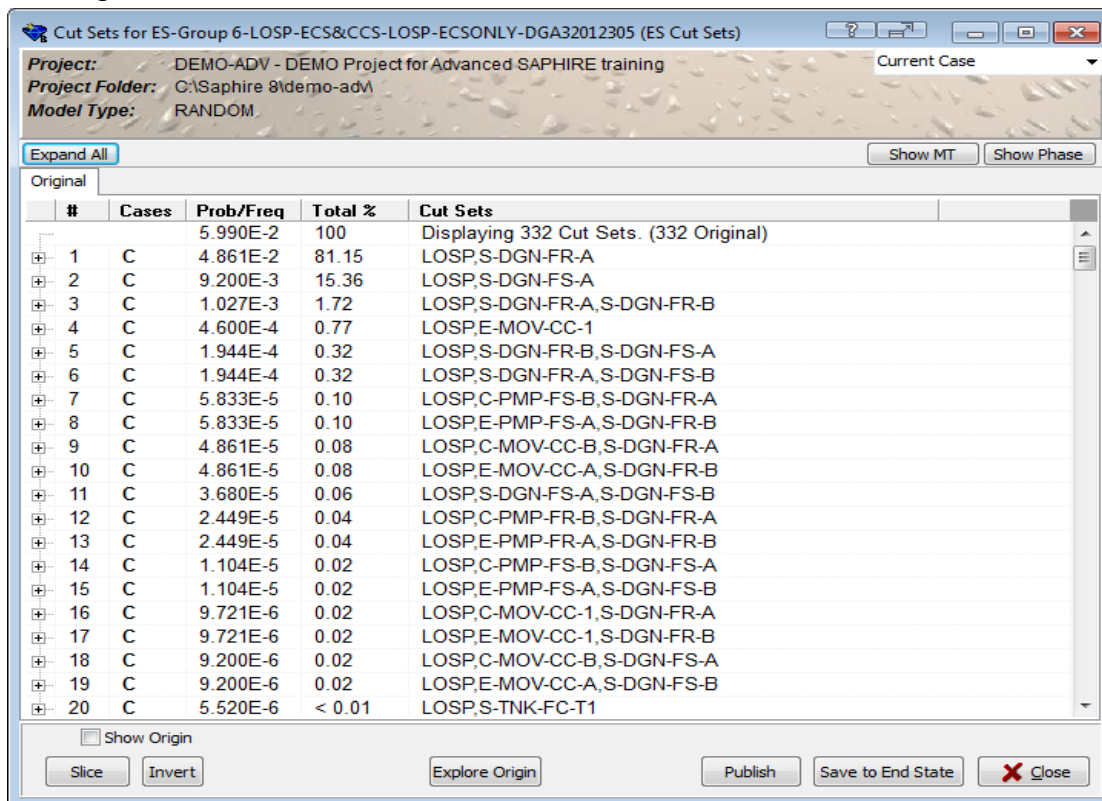 Cut Sets for ES-Group 6-LOSP-ECS&CCS-LOSP-ECSONLY-DGA32012305 (ES Cut Sets)
Project: DEMO-ADV - DEMO Project for Advanced SAPHIRE training Current Case
Project Folder: C:\Saphire 8\demo-adv\
Model Type: RANDOM
Expand All Show MT Show Phase
Original
# Cases Prob/Freq Total % Cut Sets
5.990E-2 100 Displaying 332 Cut Sets. (332 Original)
1 C 4.861E-2 81.15 LOSP,S-DGN-FR-A
2 C 9.200E-3 15.36 LOSP,S-DGN-FS-A
3 C 1.027E-3 1.72 LOSP,S-DGN-FR-A,S-DGN-FR-B
4 C 4.600E-4 0.77 LOSP,E-MOV-CC-1
5 C 1.944E-4 0.32 LOSP,S-DGN-FR-B,S-DGN-FS-A
6 C 1.944E-4 0.32 LOSP,S-DGN-FR-A,S-DGN-FS-B
7 C 5.833E-5 0.10 LOSP,C-PMP-FS-B,S-DGN-FR-A
8 C 5.833E-5 0.10 LOSP,E-PMP-FS-A,S-DGN-FR-B
9 C 4.861E-5 0.08 LOSP,C-MOV-CC-B,S-DGN-FR-A
10 C 4.861E-5 0.08 LOSP,E-MOV-CC-A,S-DGN-FR-B
11 C 3.680E-5 0.06 LOSP,S-DGN-FS-A,S-DGN-FS-B
12 C 2.449E-5 0.04 LOSP,C-PMP-FR-B,S-DGN-FR-A
13 C 2.449E-5 0.04 LOSP,E-PMP-FR-A,S-DGN-FR-B
14 C 1.104E-5 0.02 LOSP,C-PMP-FS-B,S-DGN-FS-A
15 C 1.104E-5 0.02 LOSP,E-PMP-FS-A,S-DGN-FS-B
16 C 9.721E-6 0.02 LOSP,C-MOV-CC-1,S-DGN-FR-A
17 C 9.721E-6 0.02 LOSP,E-MOV-CC-1,S-DGN-FR-B
18 C 9.200E-6 0.02 LOSP,C-MOV-CC-B,S-DGN-FS-A
19 C 9.200E-6 0.02 LOSP,E-MOV-CC-A,S-DGN-FS-B
20 C 5.520E-6 < 0.01 LOSP,S-TNK-FC-T1
Show Origin
Slice Invert Explore Origin Publish Save to End State Close